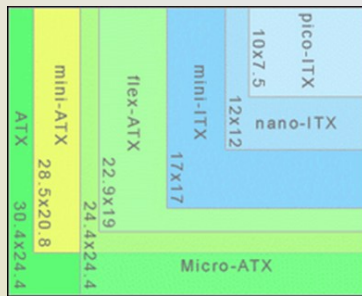 ATX
30.4x24.4
mini-ATX
28.5x20.8
24.4x24.4
flex-ATX
22.9x19
mini-ITX
17x17
12x12
nano-ITX
pico-ITX
10x7.5
Micro-ATX